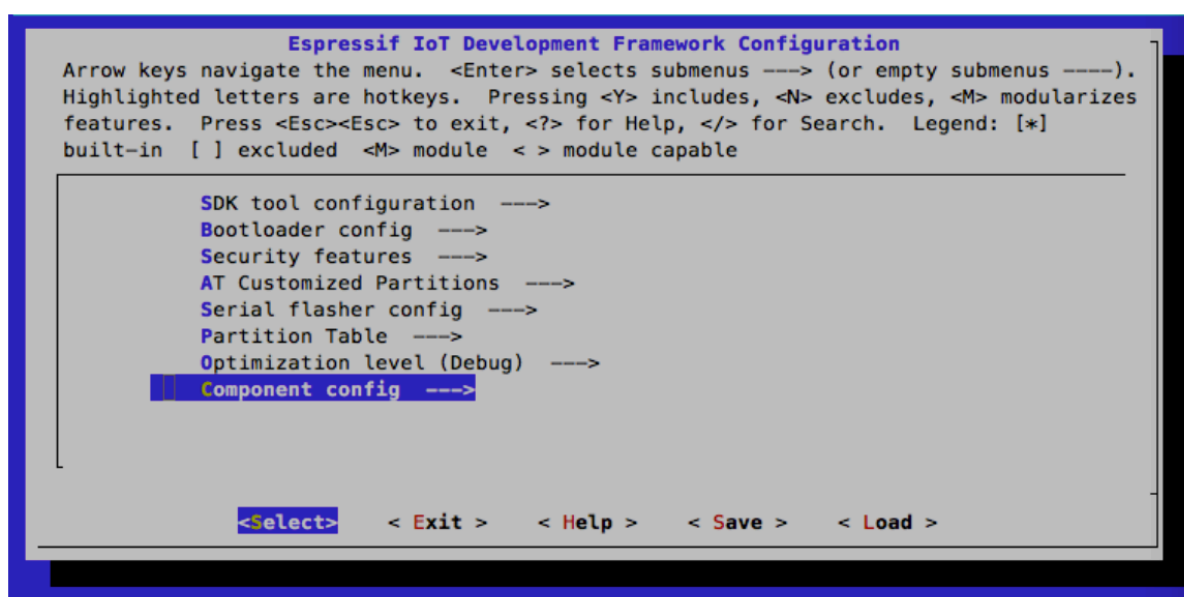 Espressif IoT Development Framework Configuration
Arrow keys navigate the menu.  <Enter> selects submenus ---> (or empty submenus ----).
Highlighted letters are hotkeys.  Pressing <Y> includes, <N> excludes, <M> modularizes
features.  Press <Esc><Esc> to exit, <?> for Help, </> for Search.  Legend: [*]
built-in  [ ] excluded  <M> module  < > module capable
SDK tool configuration  --->
Bootloader config  --->
Security features  --->
AT Customized Partitions  --->
Serial flasher config  --->
Partition Table  --->
Optimization level (Debug)  --->
Component config  --->
<Select>    < Exit >    < Help >    < Save >    < Load >